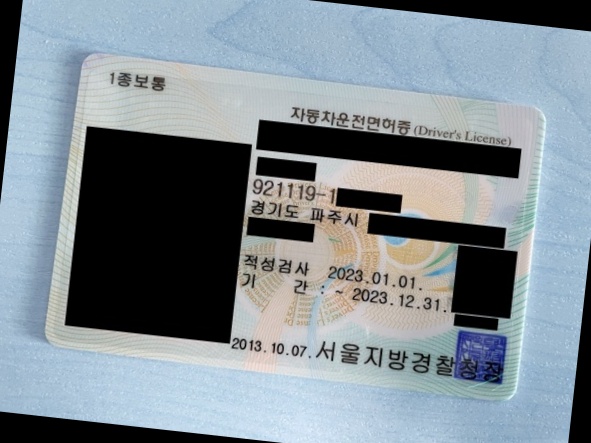 1종보통
자동차운전면허증 (Driver's License)
921119-1
경기도 파주시
적성검사 2023.01.01.
기 간 : ~ 2023.12.31.
2013.10.07. 서울지방경찰청장